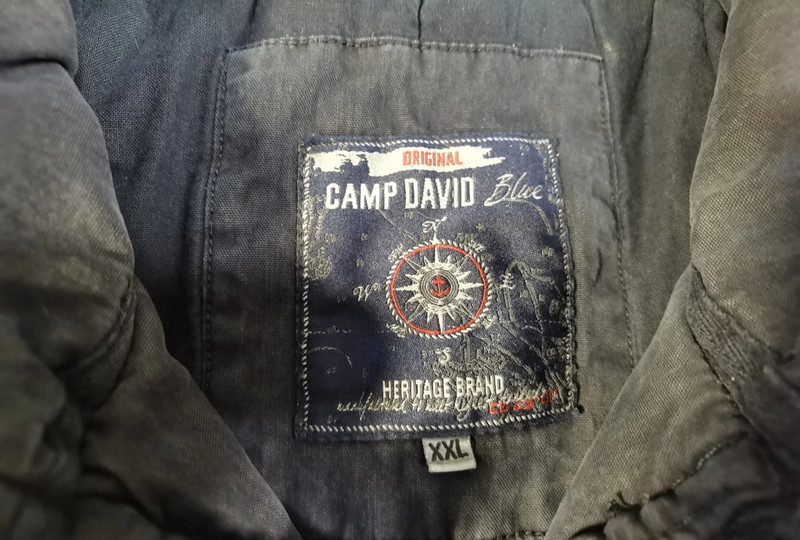 ORIGINAL
CAMP DAVID Blue
N
W
S
HERITAGE BRAND
XXL